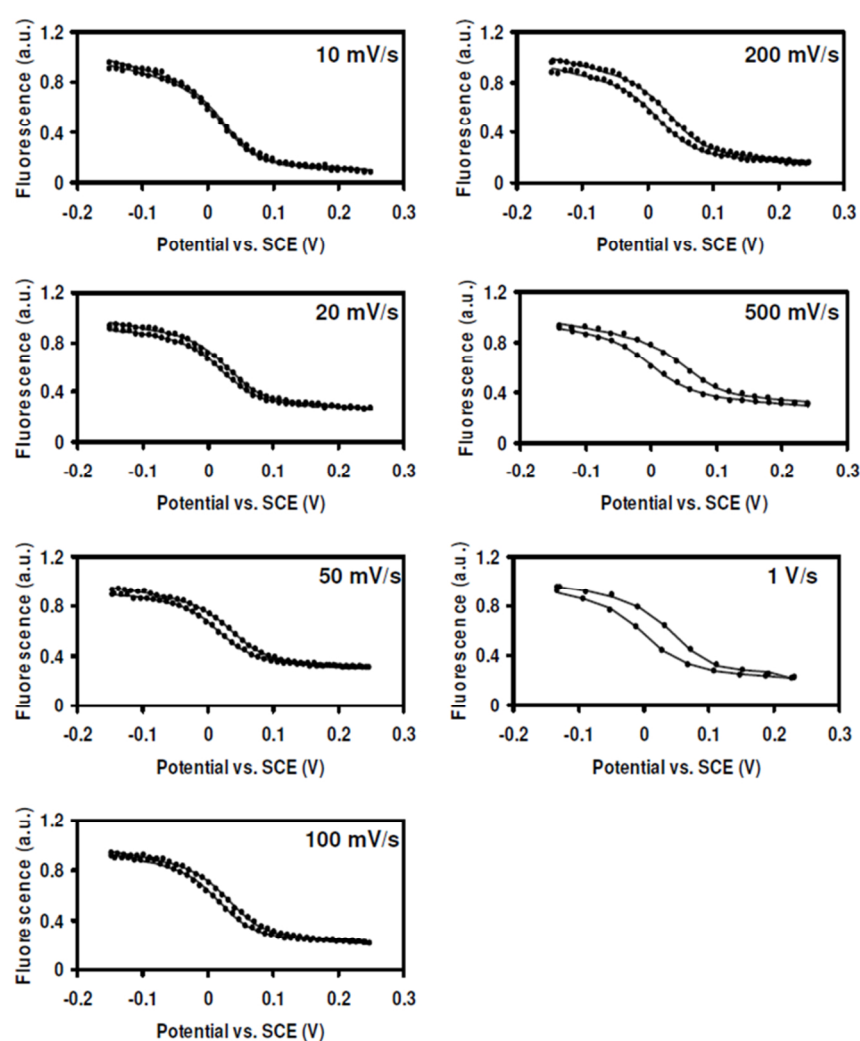 Fluorescence (a.u.)
1.2
0.8
0.4
0
10 mV/s
-0.2 -0.1 0 0.1 0.2 0.3
Potential vs. SCE (V)
Fluorescence (a.u.)
1.2
0.8
0.4
0
200 mV/s
-0.2 -0.1 0 0.1 0.2 0.3
Potential vs. SCE (V)
Fluorescence (a.u.)
1.2
0.8
0.4
0
20 mV/s
-0.2 -0.1 0 0.1 0.2 0.3
Potential vs. SCE (V)
Fluorescence (a.u.)
1.2
0.8
0.4
0
500 mV/s
-0.2 -0.1 0 0.1 0.2 0.3
Potential vs. SCE (V)
Fluorescence (a.u.)
1.2
0.8
0.4
0
50 mV/s
-0.2 -0.1 0 0.1 0.2 0.3
Potential vs. SCE (V)
Fluorescence (a.u.)
1.2
0.8
0.4
0
1 V/s
-0.2 -0.1 0 0.1 0.2 0.3
Potential vs. SCE (V)
Fluorescence (a.u.)
1.2
0.8
0.4
0
100 mV/s
-0.2 -0.1 0 0.1 0.2 0.3
Potential vs. SCE (V)